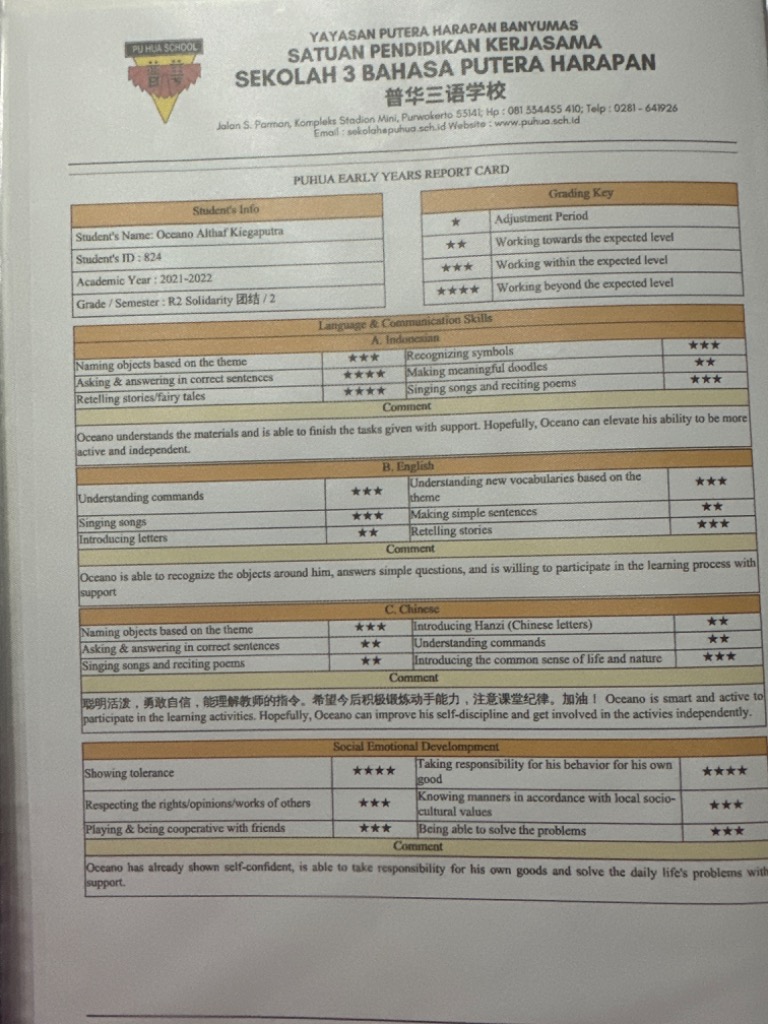 PU HUA SCHOOL
普華
YAYASAN PUTERA HARAPAN BANYUMAS
SATUAN PENDIDIKAN KERJASAMA
SEKOLAH 3 BAHASA PUTERA HARAPAN
普华三语学校
Jalan S. Parman, Kompleks Stadion Mini, Purwokerto 53141; Hp : 081 554455 410; Telp : 0281 - 641926
Email : sekolah@puhua.sch.id Website : www.puhua.sch.id
PUHUA EARLY YEARS REPORT CARD
Student's Info
Student's Name: Oceano Althaf Kiegaputra
Student's ID : 824
Academic Year : 2021-2022
Grade / Semester : R2 Solidarity 团结 / 2
Grading Key
★ Adjustment Period
★★ Working towards the expected level
★★★ Working within the expected level
★★★★ Working beyond the expected level
Language & Communication Skills
A. Indonesian
Naming objects based on the theme ★★★ Recognizing symbols ★★★
Asking & answering in correct sentences ★★★★ Making meaningful doodles ★★
Retelling stories/fairy tales ★★★★ Singing songs and reciting poems ★★★
Comment
Oceano understands the materials and is able to finish the tasks given with support. Hopefully, Oceano can elevate his ability to be more
active and independent.
B. English
Understanding commands ★★★ Understanding new vocabularies based on the
theme ★★★
Singing songs ★★★ Making simple sentences ★★
Introducing letters ★★ Retelling stories ★★★
Comment
Oceano is able to recognize the objects around him, answers simple questions, and is willing to participate in the learning process with
support
C. Chinese
Naming objects based on the theme ★★★ Introducing Hanzi (Chinese letters) ★★
Asking & answering in correct sentences ★★ Understanding commands ★★
Singing songs and reciting poems ★★ Introducing the common sense of life and nature ★★★
Comment
聪明活泼，勇敢自信，能理解教师的指令。希望今后积极锻炼动手能力，注意课堂纪律。加油！ Oceano is smart and active to
participate in the learning activities. Hopefully, Oceano can improve his self-discipline and get involved in the activies independently.
Social Emotional Develompment
Showing tolerance ★★★★ Taking responsibility for his behavior for his own
good ★★★★
Respecting the rights/opinions/works of others ★★★ Knowing manners in accordance with local socio-
cultural values ★★★
Playing & being cooperative with friends ★★★ Being able to solve the problems ★★★
Comment
Oceano has already shown self-confident, is able to take responsibility for his own goods and solve the daily life's problems with
support.